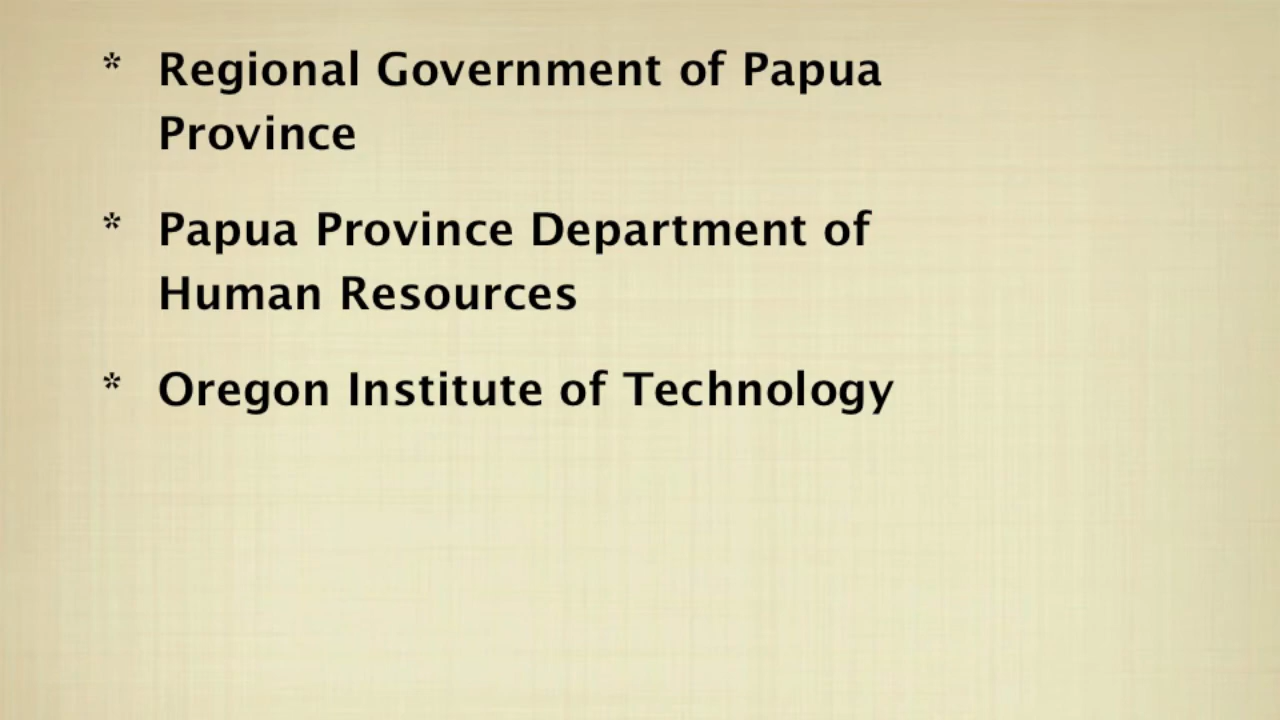 * Regional Government of Papua
Province
* Papua Province Department of
Human Resources
* Oregon Institute of Technology